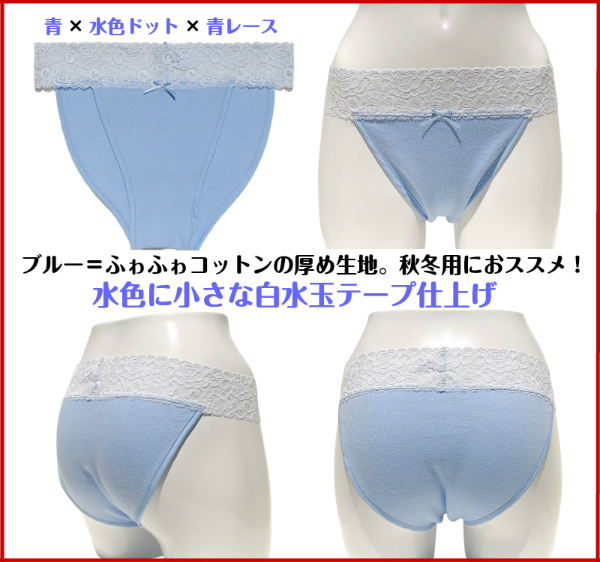 青 × 水色ドット × 青レース
ブルー＝ふわふわコットンの厚め生地。秋冬用におススメ！
水色に小さな白水玉テープ仕上げ